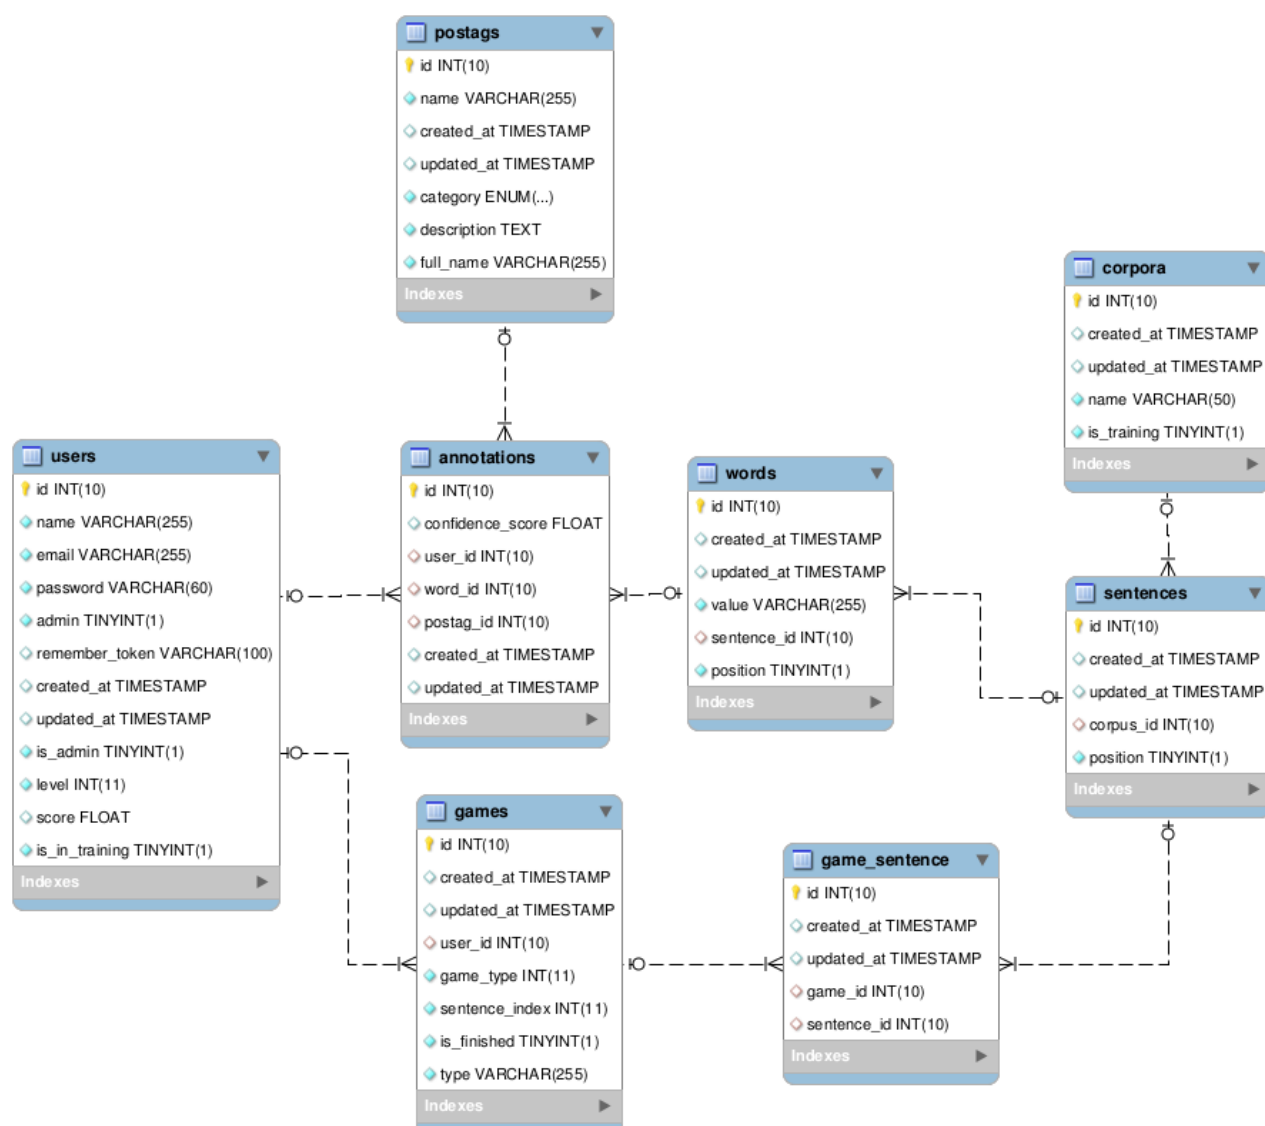 postags
id INT(10)
name VARCHAR(255)
created_at TIMESTAMP
updated_at TIMESTAMP
category ENUM(...)
description TEXT
full_name VARCHAR(255)
Indexes
corpora
id INT(10)
created_at TIMESTAMP
updated_at TIMESTAMP
name VARCHAR(50)
is_training TINYINT(1)
Indexes
users
id INT(10)
name VARCHAR(255)
email VARCHAR(255)
password VARCHAR(60)
admin TINYINT(1)
remember_token VARCHAR(100)
created_at TIMESTAMP
updated_at TIMESTAMP
is_admin TINYINT(1)
level INT(11)
score FLOAT
is_in_training TINYINT(1)
Indexes
annotations
id INT(10)
confidence_score FLOAT
user_id INT(10)
word_id INT(10)
postag_id INT(10)
created_at TIMESTAMP
updated_at TIMESTAMP
Indexes
words
id INT(10)
created_at TIMESTAMP
updated_at TIMESTAMP
value VARCHAR(255)
sentence_id INT(10)
position TINYINT(1)
Indexes
sentences
id INT(10)
created_at TIMESTAMP
updated_at TIMESTAMP
corpus_id INT(10)
position TINYINT(1)
Indexes
games
id INT(10)
created_at TIMESTAMP
updated_at TIMESTAMP
user_id INT(10)
game_type INT(11)
sentence_index INT(11)
is_finished TINYINT(1)
type VARCHAR(255)
Indexes
game_sentence
id INT(10)
created_at TIMESTAMP
updated_at TIMESTAMP
game_id INT(10)
sentence_id INT(10)
Indexes